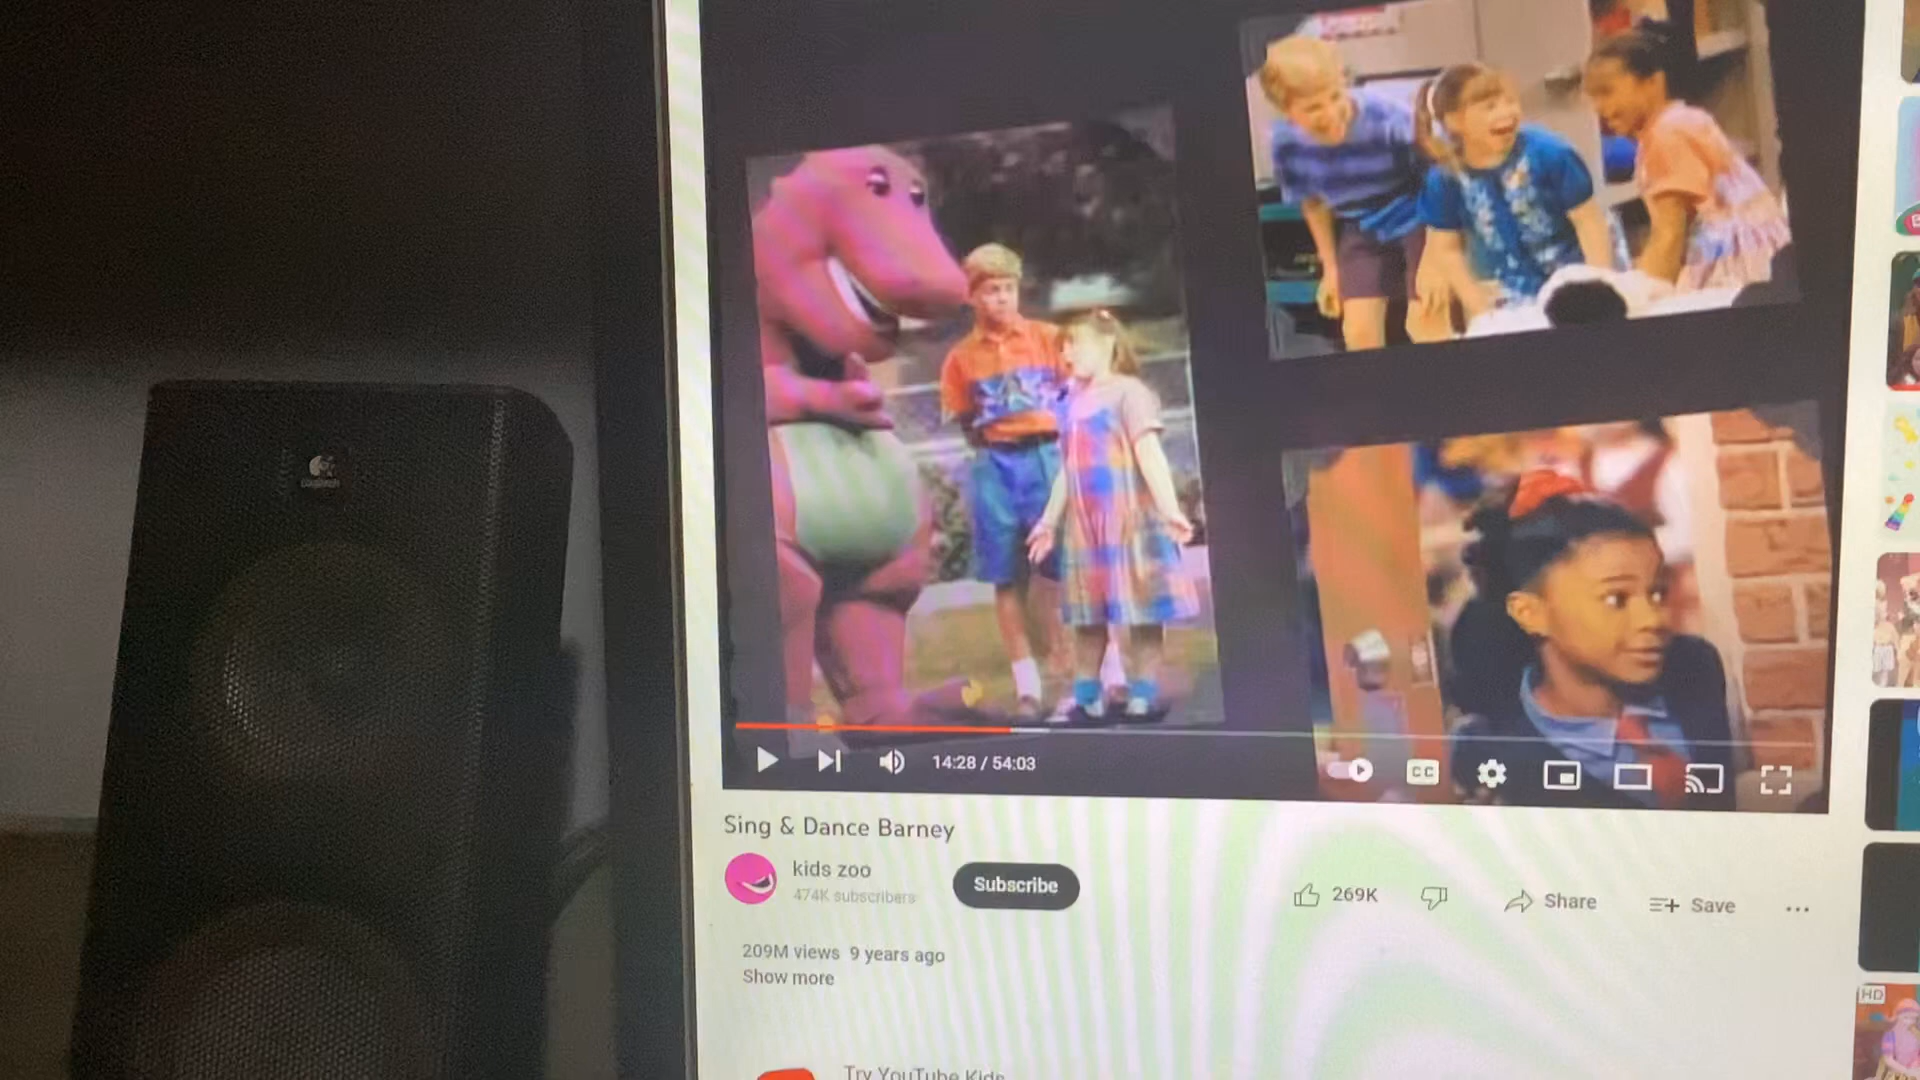 Logitech
14:28 / 54:03
CC
Sing & Dance Barney
kids zoo
474K subscribers
Subscribe
269K
Share
Save
209M views 9 years ago
Show more
HD
Try YouTube Kids